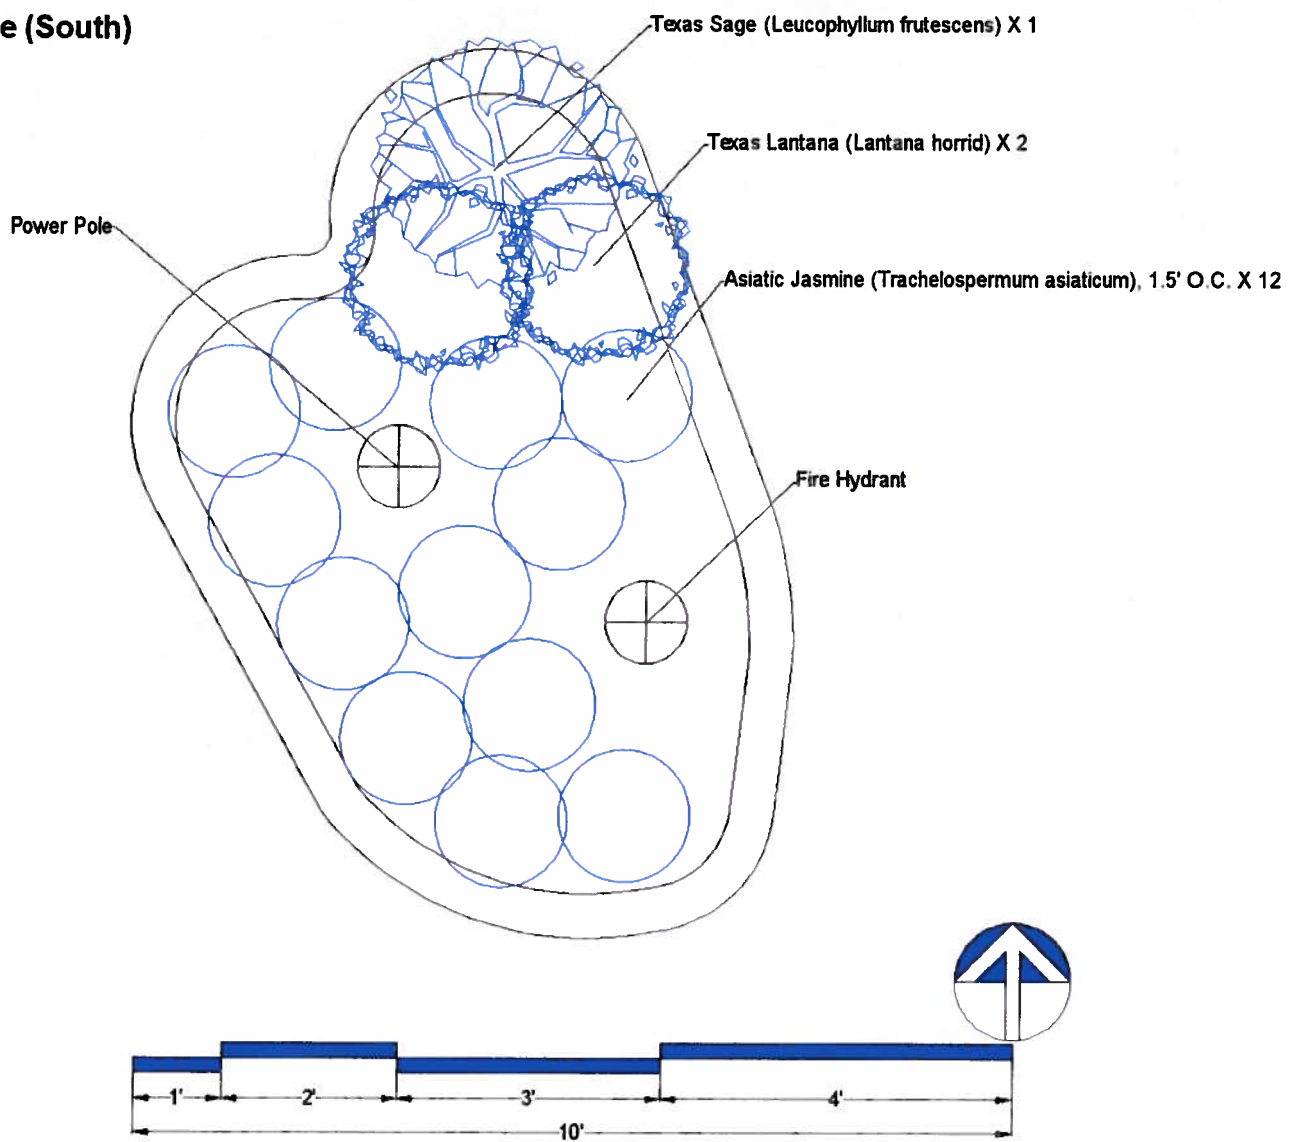 e (South)
Texas Sage (Leucophyllum frutescens) X 1
Texas Lantana (Lantana horrid) X 2
Power Pole
Asiatic Jasmine (Trachelospermum asiaticum), 1.5' O.C. X 12
Fire Hydrant
1' 2' 3' 4'
10'